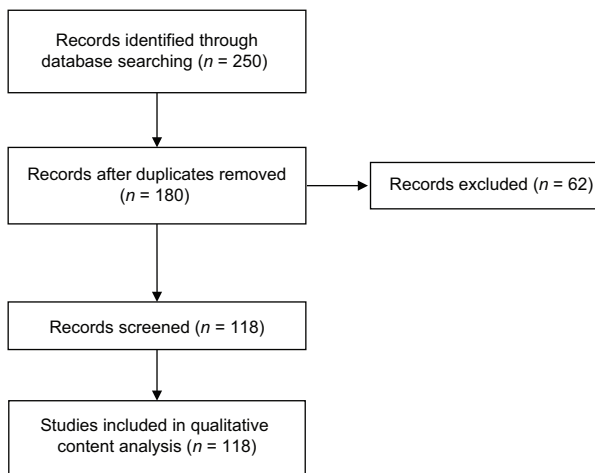 Records identified through
database searching (n = 250)
Records after duplicates removed
(n = 180)
Records excluded (n = 62)
Records screened (n = 118)
Studies included in qualitative
content analysis (n = 118)